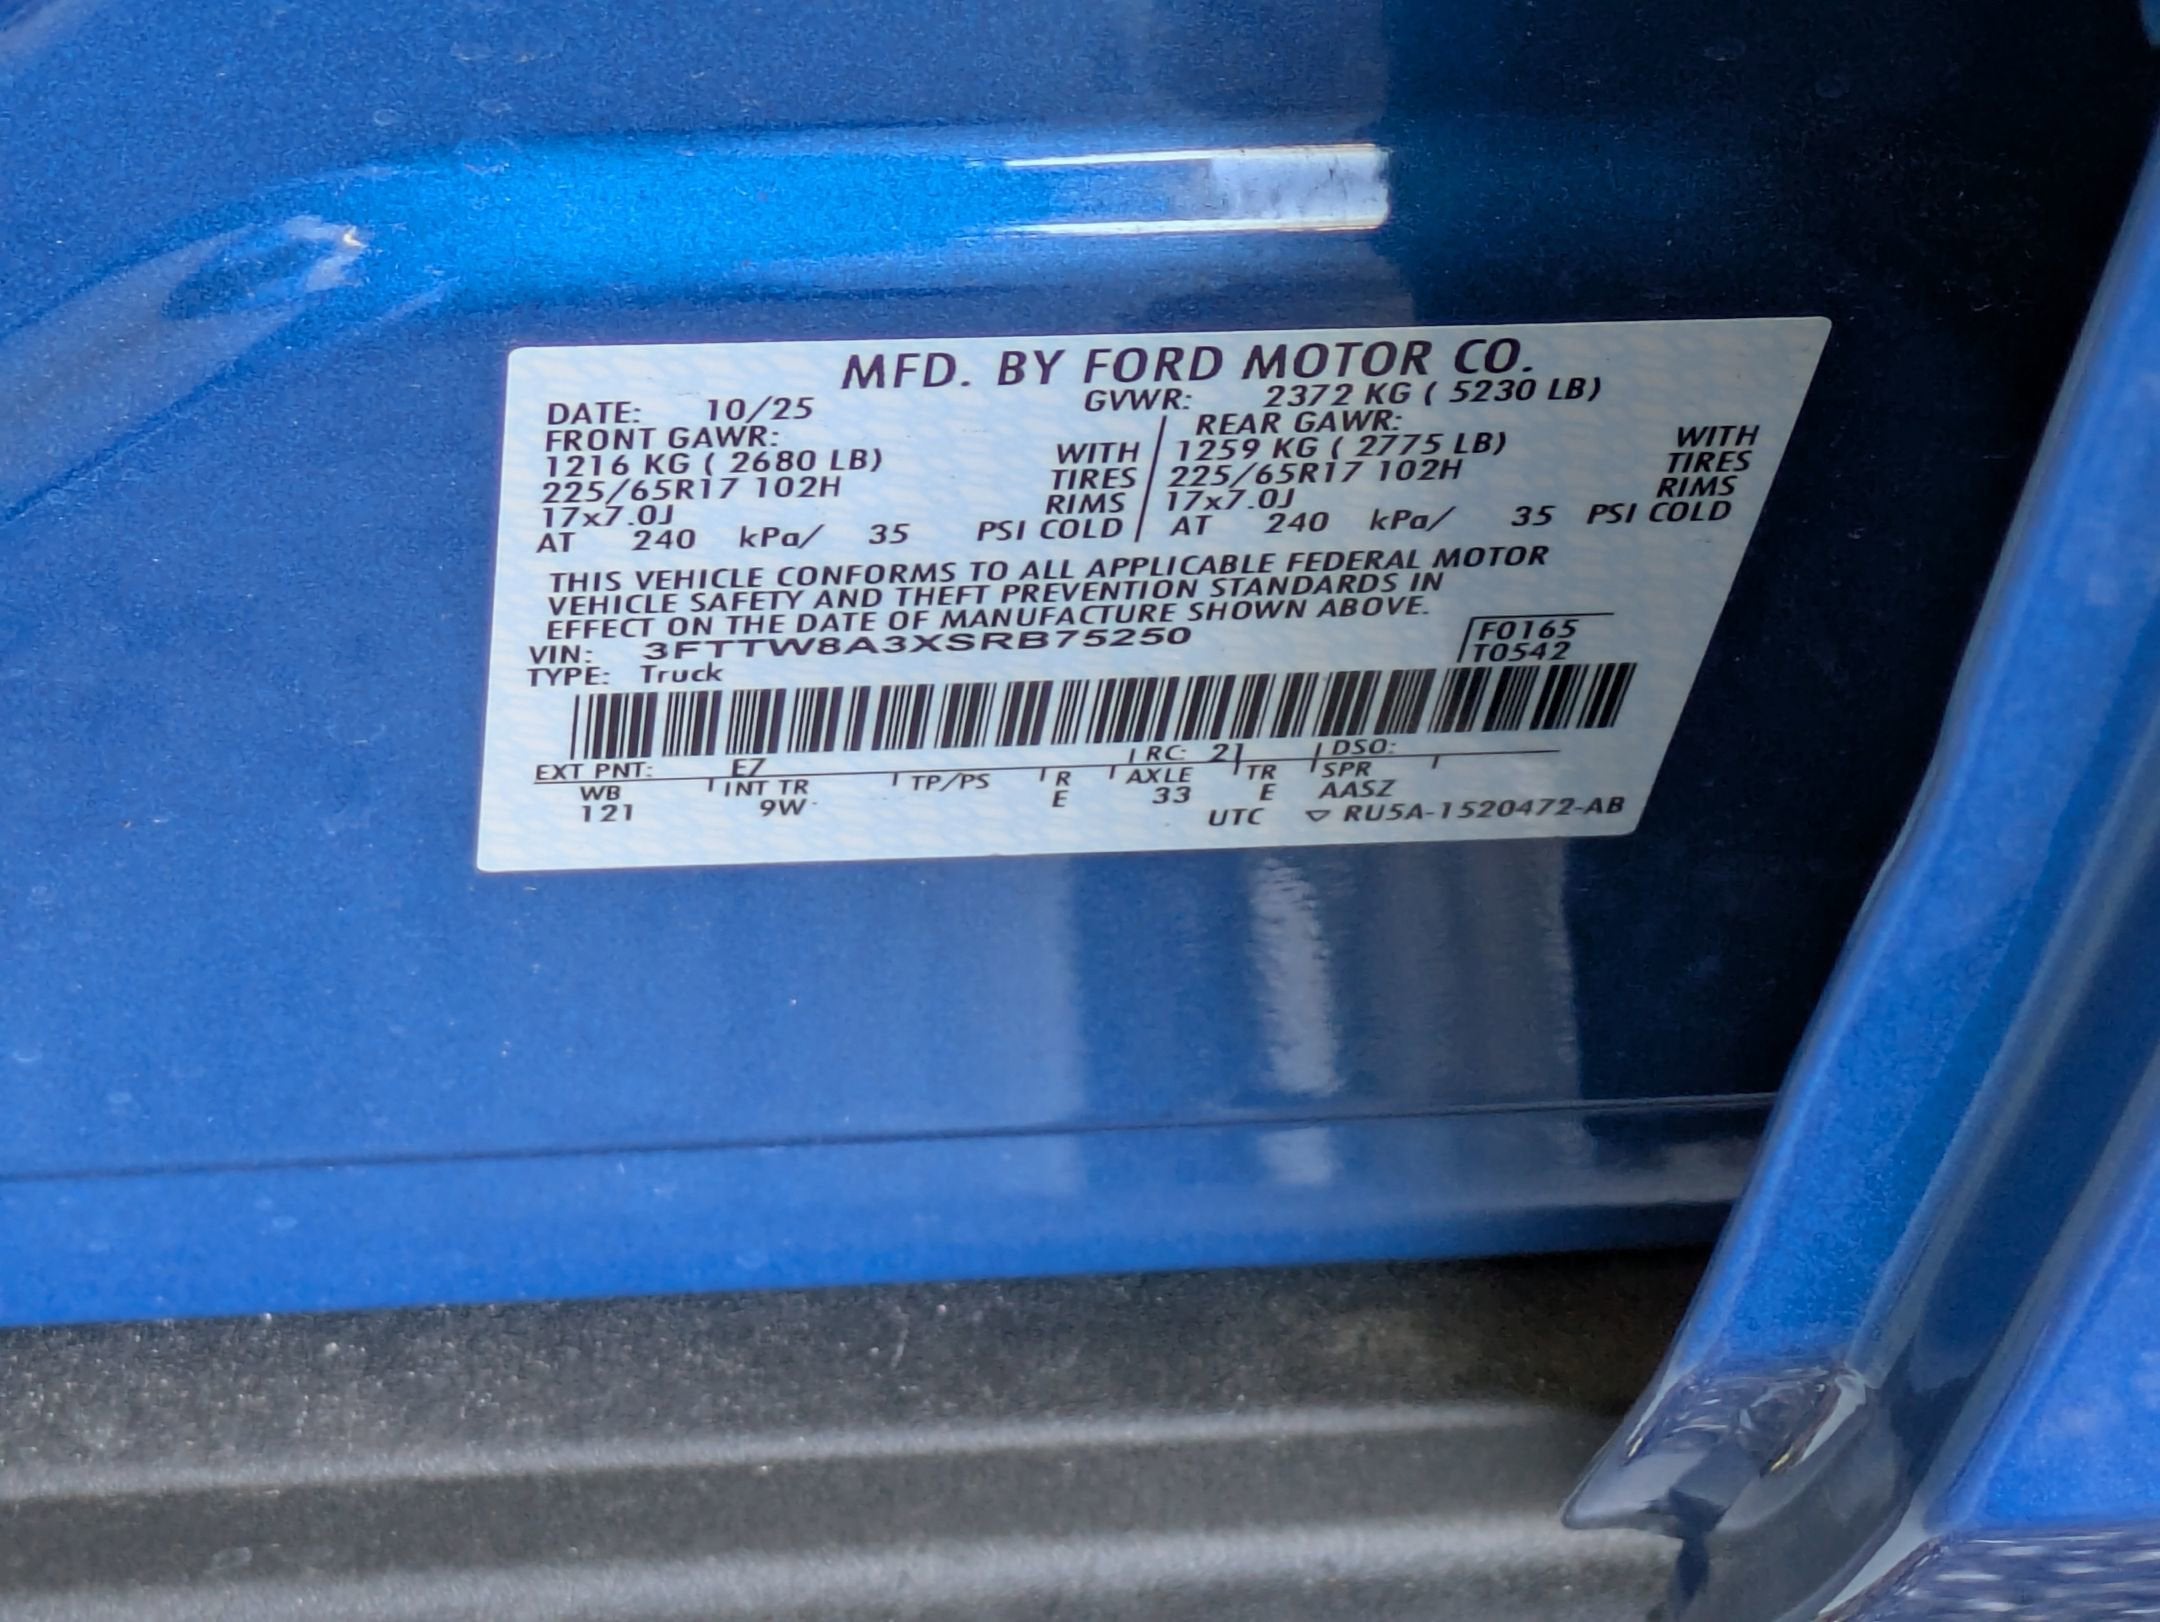 MFD. BY FORD MOTOR CO.
DATE: 10/25 GVWR: 2372 KG ( 5230 LB)
FRONT GAWR: REAR GAWR:
1216 KG ( 2680 LB) WITH 1259 KG ( 2775 LB) WITH
225/65R17 102H TIRES 225/65R17 102H TIRES
17x7.0J RIMS 17x7.0J RIMS
AT 240 kPa/ 35 PSI COLD AT 240 kPa/ 35 PSI COLD
THIS VEHICLE CONFORMS TO ALL APPLICABLE FEDERAL MOTOR
VEHICLE SAFETY AND THEFT PREVENTION STANDARDS IN
EFFECT ON THE DATE OF MANUFACTURE SHOWN ABOVE.
VIN: 3FTTW8A3XSRB75250 F0165
TYPE: Truck T0542
EXT PNT: E7 RC: 21 DSO:
WB INT TR TP/PS R AXLE TR SPR
121 9W E 33 E AASZ
UTC ▽ RU5A-1520472-AB